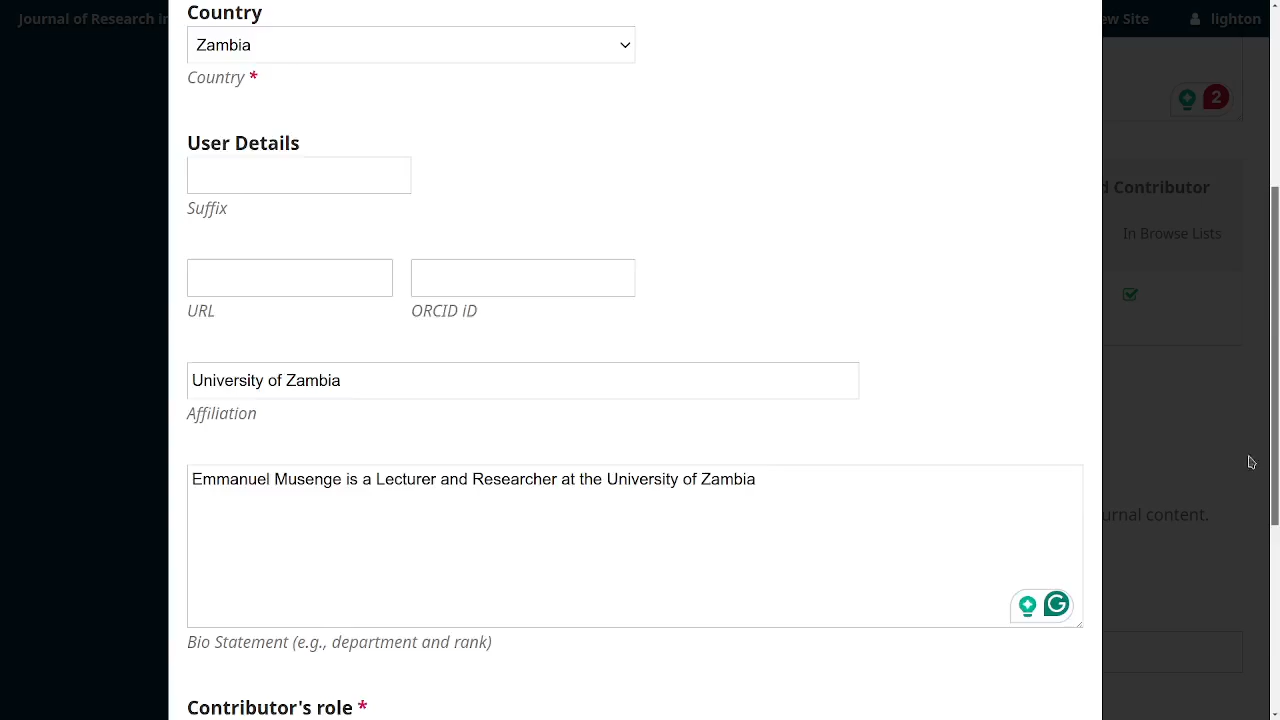 Journal of Research in
ew Site
lighton
Country
Zambia
Country *
2
User Details
d Contributor
Suffix
In Browse Lists
URL
ORCID iD
University of Zambia
Affiliation
Emmanuel Musenge is a Lecturer and Researcher at the University of Zambia
urnal content.
Bio Statement (e.g., department and rank)
Contributor's role *